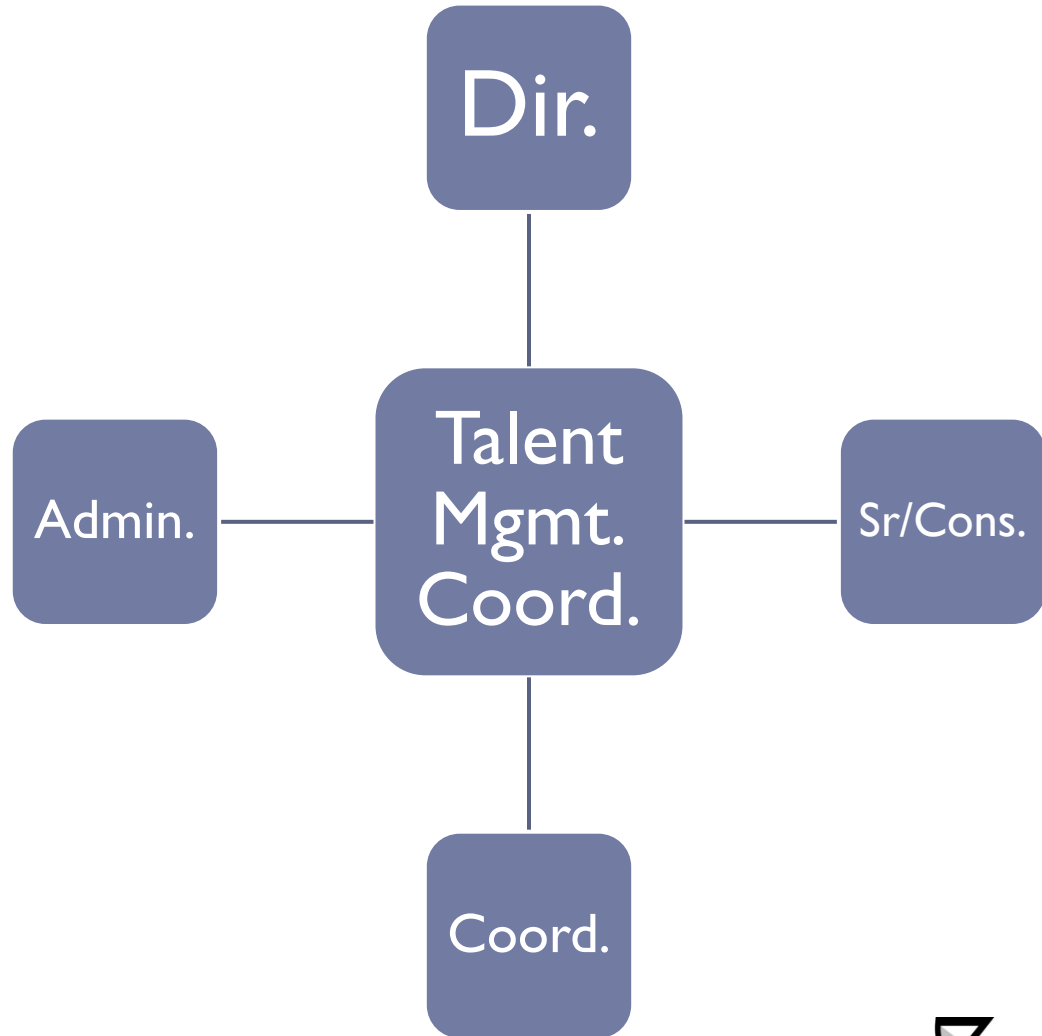 Dir.
Talent
Mgmt.
Coord.
Admin.
Sr/Cons.
Coord.